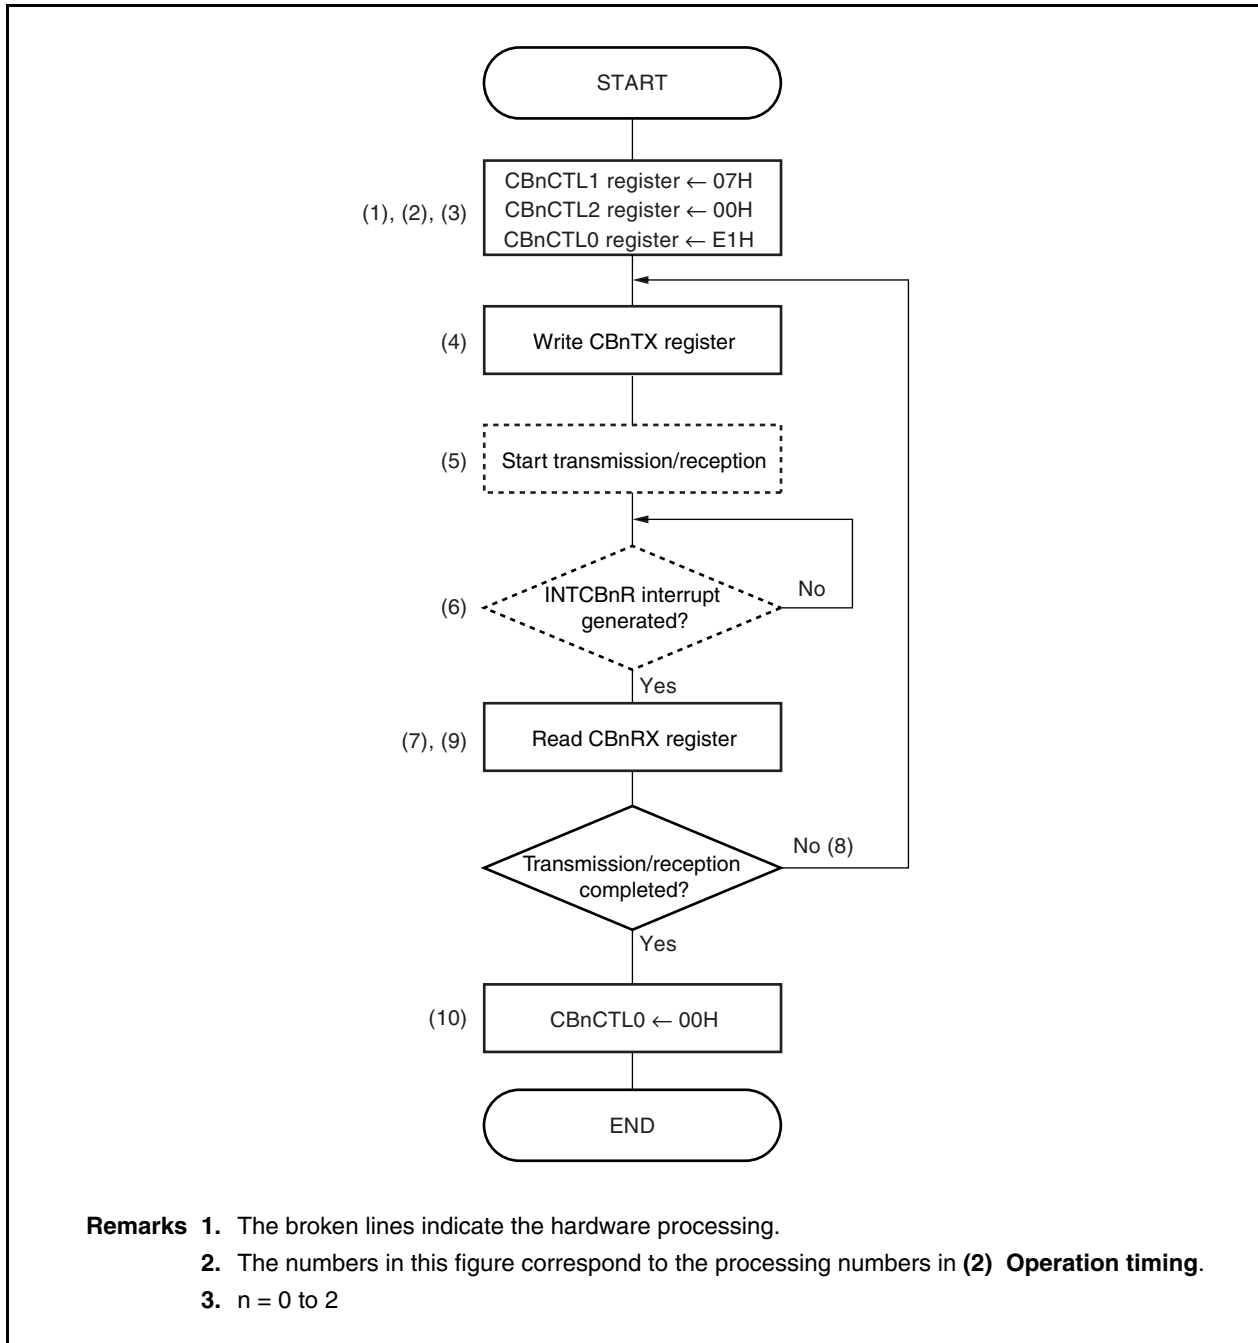 START
(1), (2), (3)
CBnCTL1 register ← 07H
CBnCTL2 register ← 00H
CBnCTL0 register ← E1H
(4)
Write CBnTX register
(5)
Start transmission/reception
(6)
INTCBnR interrupt
generated?
No
Yes
(7), (9)
Read CBnRX register
Transmission/reception
completed?
No (8)
Yes
(10)
CBnCTL0 ← 00H
END
Remarks 1. The broken lines indicate the hardware processing.
2. The numbers in this figure correspond to the processing numbers in (2) Operation timing.
3. n = 0 to 2